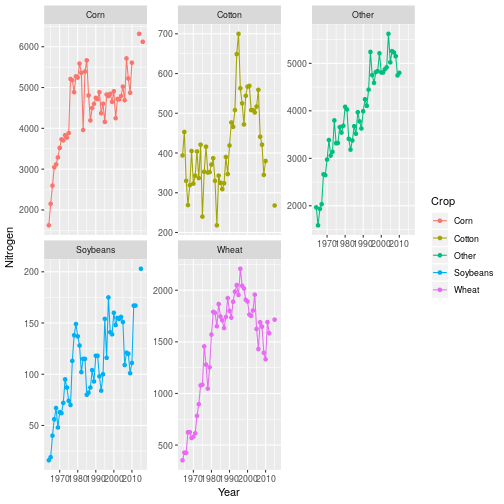 Corn
Cotton
Other
6000
5000
4000
3000
2000
700
600
500
400
300
200
5000
4000
3000
2000
1970 1980 1990 2000 2010
Soybeans
Wheat
200
150
100
50
2000
1500
1000
500
1970 1980 1990 2000 2010
1970 1980 1990 2000 2010
Year
Nitrogen
Crop
Corn
Cotton
Other
Soybeans
Wheat